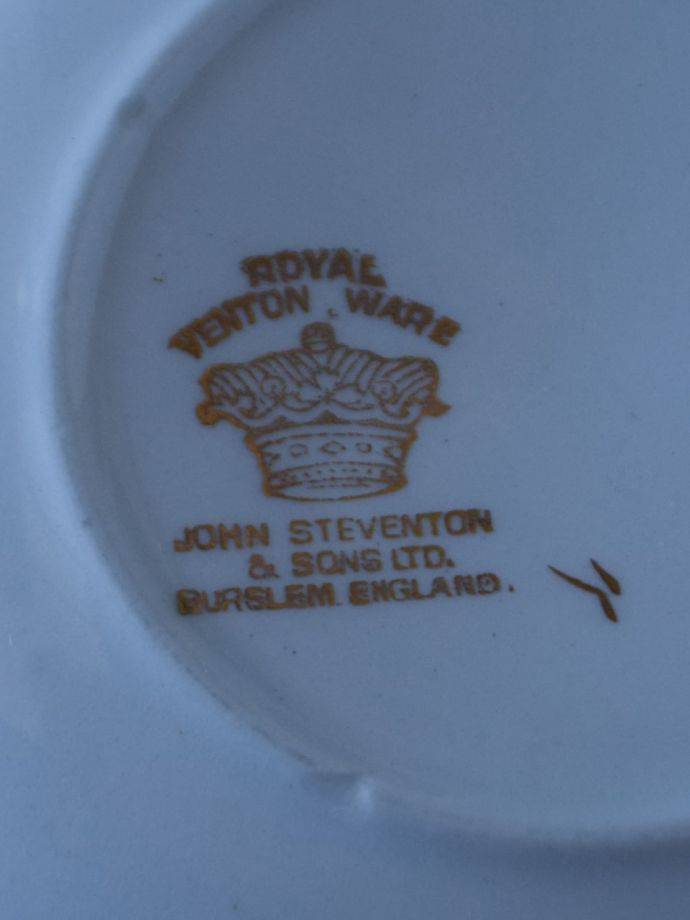 ROYAL
VENTON WARE
JOHN STEVENTON
& SONS LTD.
BURSLEM. ENGLAND.